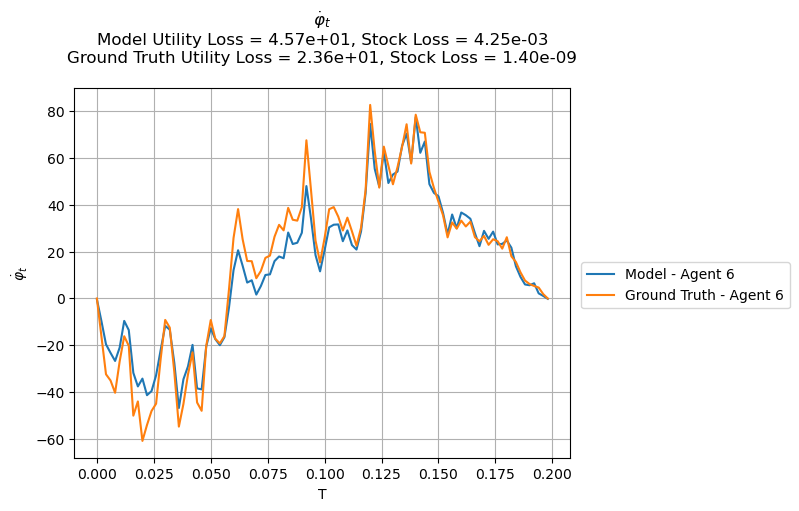 φ̇ₜ
Model Utility Loss = 4.57e+01, Stock Loss = 4.25e-03
Ground Truth Utility Loss = 2.36e+01, Stock Loss = 1.40e-09
80
60
40
20
0
−20
−40
−60
φ̇ₜ
0.000 0.025 0.050 0.075 0.100 0.125 0.150 0.175 0.200
T
Model - Agent 6
Ground Truth - Agent 6